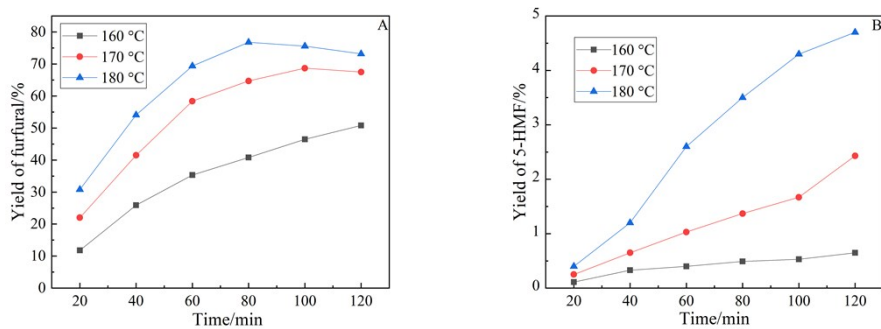 A
160 °C
170 °C
180 °C
Yield of furfural/%
80
70
60
50
40
30
20
10
0
20 40 60 80 100 120
Time/min
B
160 °C
170 °C
180 °C
Yield of 5-HMF/%
5
4
3
2
1
0
20 40 60 80 100 120
Time/min